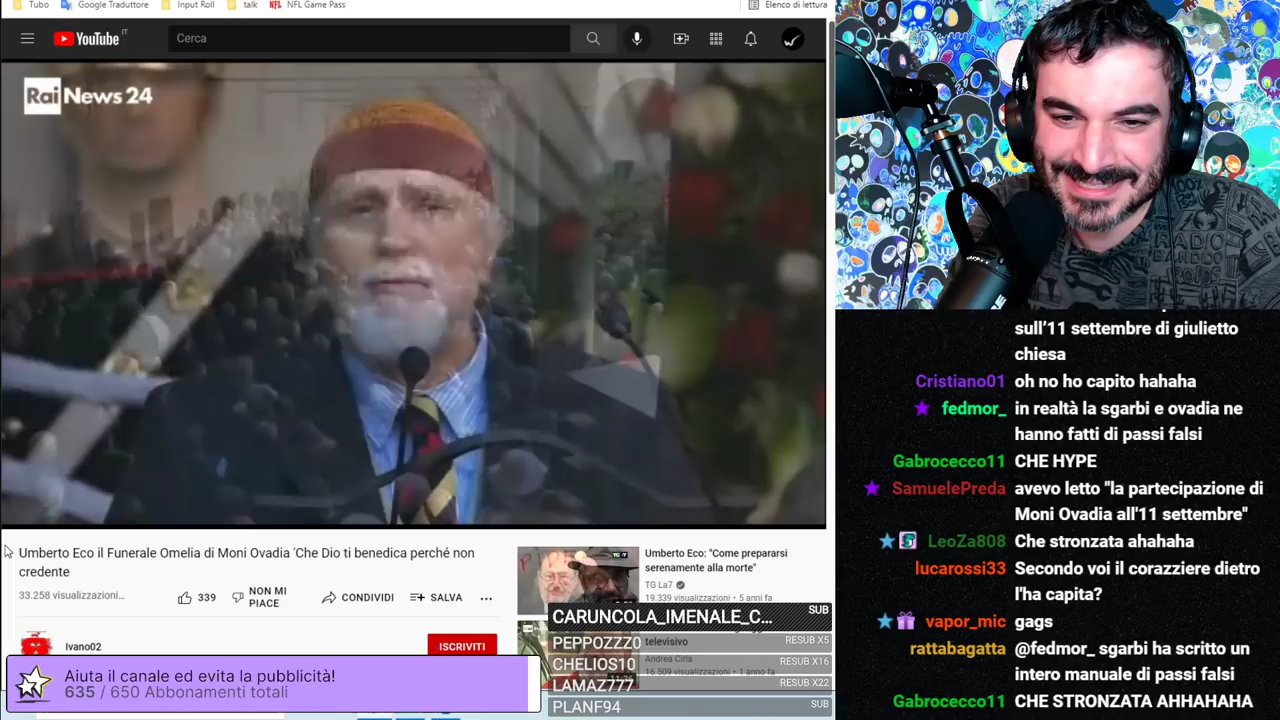 Tubo
Google Traduttore
Input Roll
talk
NFL Game Pass
Elenco di lettura
YouTube IT
Cerca
Rai News 24
Umberto Eco il Funerale Omelia di Moni Ovadia 'Che Dio ti benedica perché non
credente
33.258 visualizzazioni...
339
NON MI
PIACE
CONDIVIDI
SALVA
...
Ivano02
ISCRIVITI
Umberto Eco: "Come prepararsi
serenamente alla morte"
TG La7
19.339 visualizzazioni • 5 anni fa
televisivo
Andrea Cirla
16.509 visualizzazioni • 1 anno fa
11:26
CARUNCOLA_IMENALE_C... SUB
PEPPOZZZ0 RESUB X5
CHELIOS10 RESUB X16
LAMAZ777 RESUB X22
PLANF94 SUB
Aiuta il canale ed evita la pubblicità!
635 / 650 Abbonamenti totali
sull'11 settembre di giulietto
chiesa
Cristiano01 oh no ho capito hahaha
fedmor_ in realtà la sgarbi e ovadia ne
hanno fatti di passi falsi
Gabrocecco11 CHE HYPE
SamuelePreda avevo letto "la partecipazione di
Moni Ovadia all'11 settembre"
LeoZa808 Che stronzata ahahaha
lucarossi33 Secondo voi il corazziere dietro
l'ha capita?
vapor_mic gags
rattabagatta @fedmor_ sgarbi ha scritto un
intero manuale di passi falsi
Gabrocecco11 CHE STRONZATA AHHAHAHA